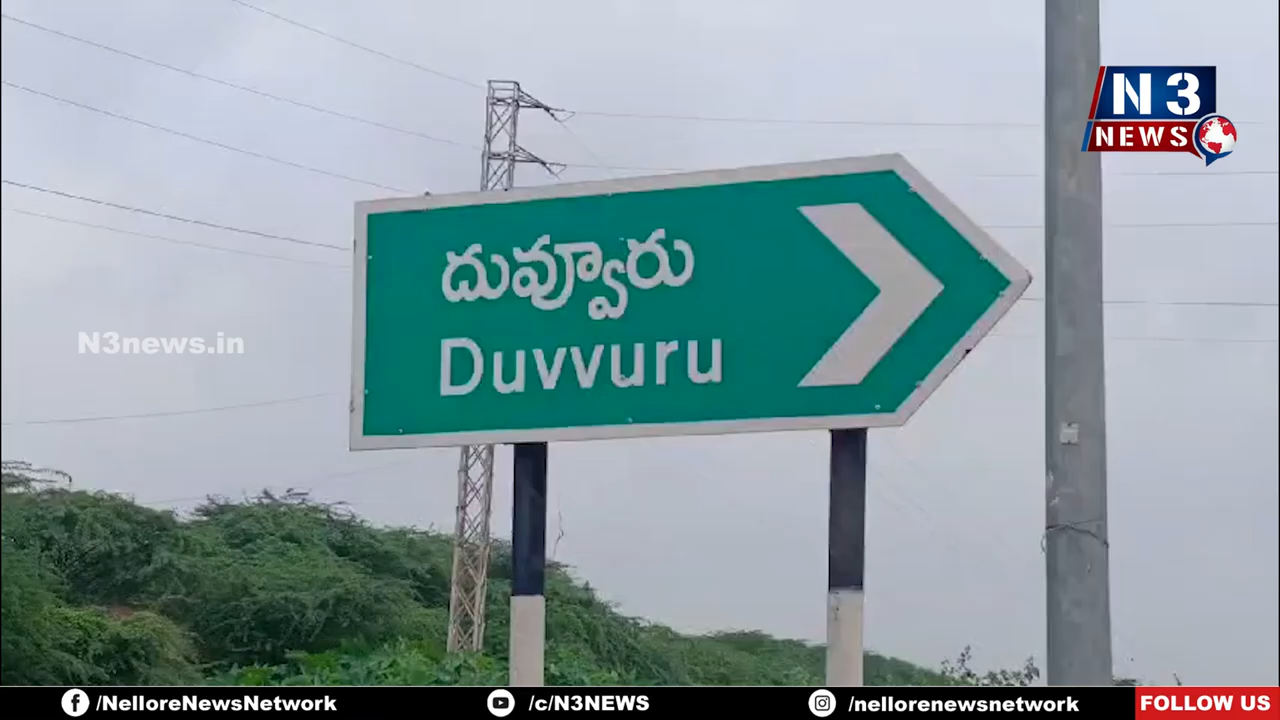 N3
NEWS
దువ్వూరు
Duvvuru
N3news.in
/NelloreNewsNetwork
/c/N3NEWS
/nellorenewsnetwork
FOLLOW US